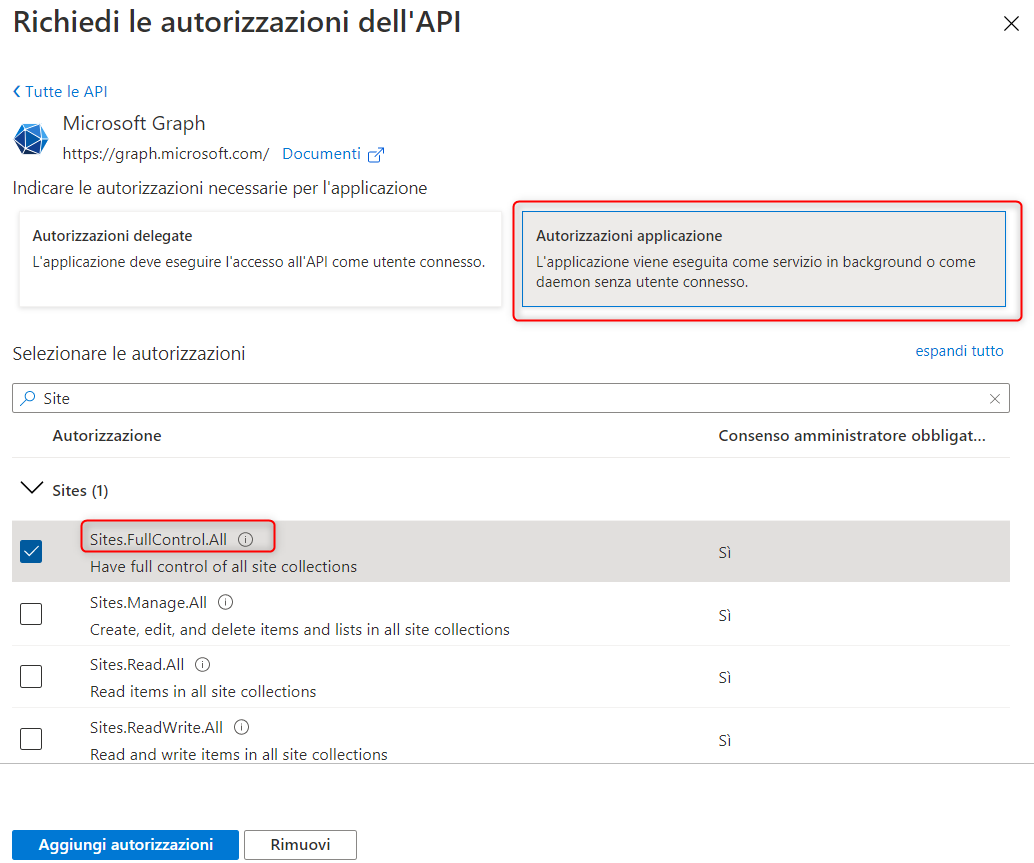 Richiedi le autorizzazioni dell'API
Tutte le API
Microsoft Graph
https://graph.microsoft.com/ Documenti
Indicare le autorizzazioni necessarie per l'applicazione
Autorizzazioni delegate
L'applicazione deve eseguire l'accesso all'API come utente connesso.
Autorizzazioni applicazione
L'applicazione viene eseguita come servizio in background o come
daemon senza utente connesso.
Selezionare le autorizzazioni
espandi tutto
Site
Autorizzazione
Consenso amministratore obbligat...
Sites (1)
Sites.FullControl.All
Have full control of all site collections
Sì
Sites.Manage.All
Create, edit, and delete items and lists in all site collections
Sì
Sites.Read.All
Read items in all site collections
Sì
Sites.ReadWrite.All
Read and write items in all site collections
Sì
Aggiungi autorizzazioni
Rimuovi